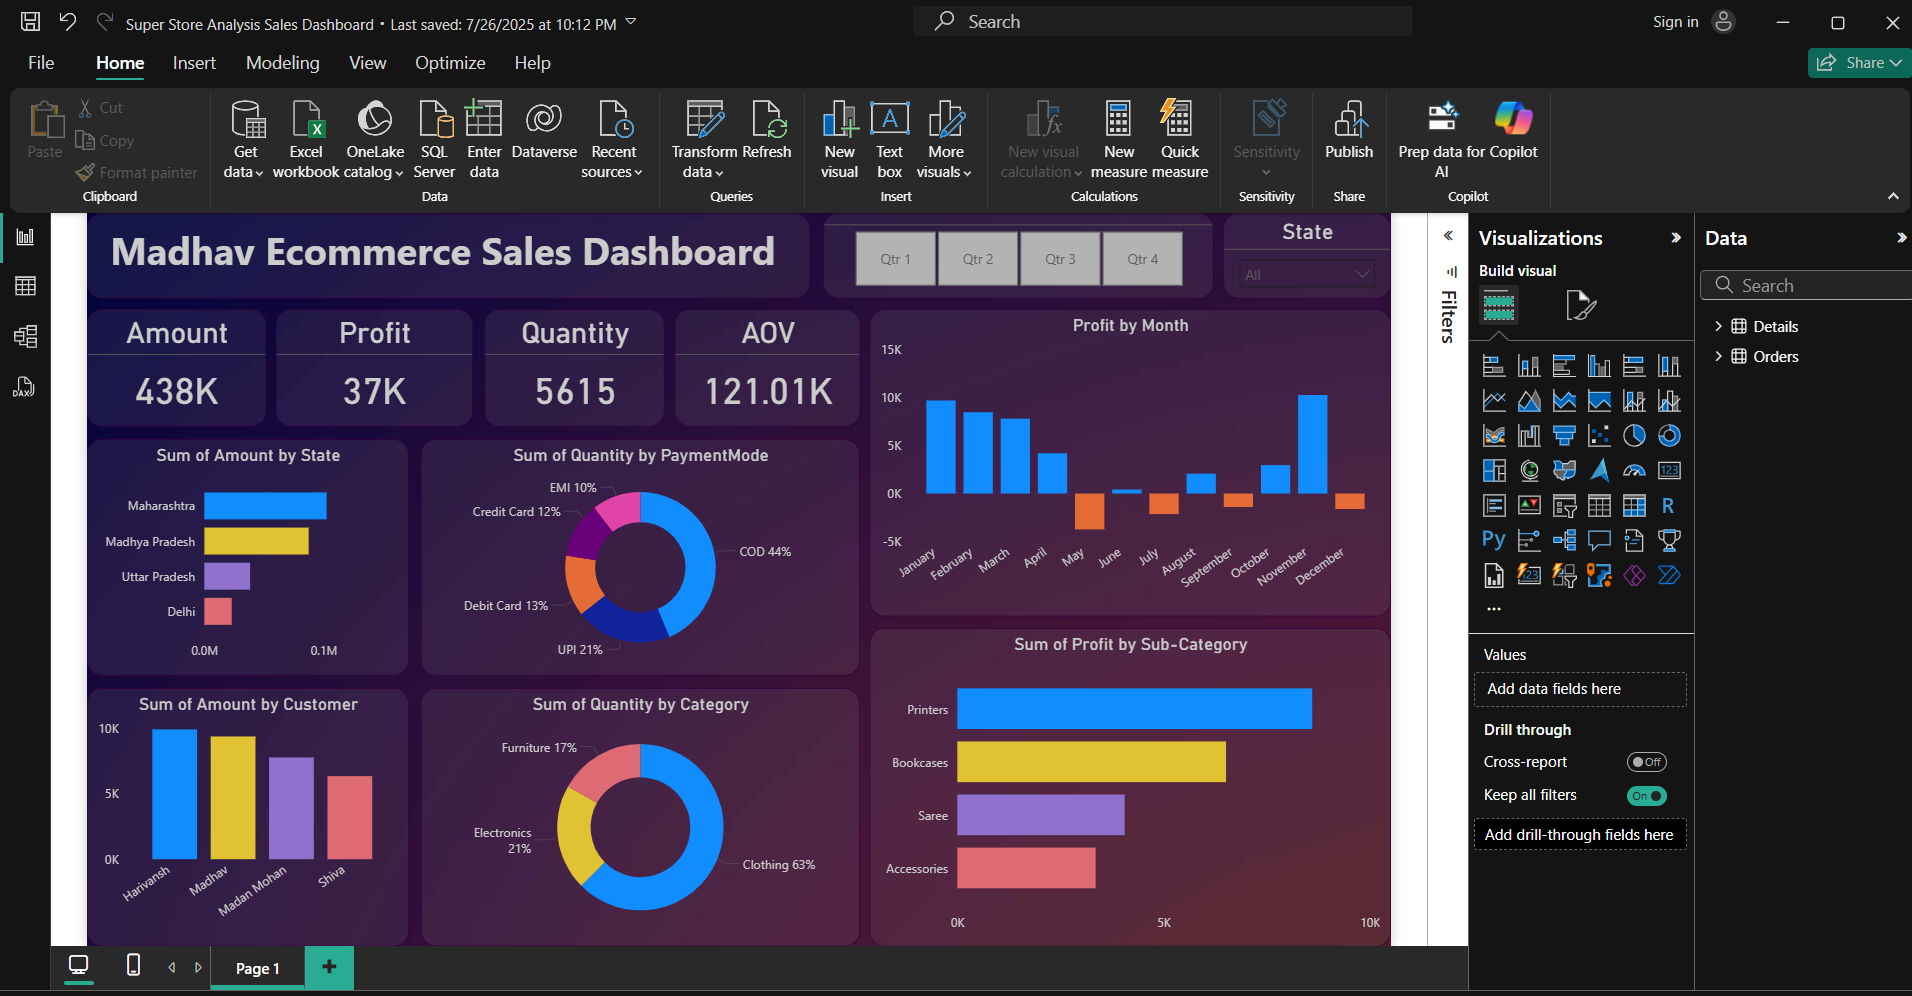 Super Store Analysis Sales Dashboard • Last saved: 7/26/2025 at 10:12 PM
Search
Sign in
File
Home
Insert
Modeling
View
Optimize
Help
Share
Paste
Cut
Copy
Format painter
Clipboard
Get data
Excel workbook
OneLake catalog
SQL Server
Enter data
Dataverse
Recent sources
Data
Transform data
Refresh
Queries
New visual
Text box
More visuals
Insert
New visual calculation
New measure
Quick measure
Calculations
Sensitivity
Sensitivity
Publish
Share
Prep data for AI
Copilot
Copilot
DAX
Madhav Ecommerce Sales Dashboard
Qtr 1
Qtr 2
Qtr 3
Qtr 4
State
All
Amount
438K
Profit
37K
Quantity
5615
AOV
121.01K
Sum of Amount by State
Maharashtra
Madhya Pradesh
Uttar Pradesh
Delhi
0.0M
0.1M
Sum of Quantity by PaymentMode
EMI 10%
Credit Card 12%
COD 44%
Debit Card 13%
UPI 21%
Profit by Month
15K
10K
5K
0K
-5K
January
February
March
April
May
June
July
August
September
October
November
December
Sum of Amount by Customer
10K
5K
0K
Harivansh
Madhav
Madan Mohan
Shiva
Sum of Quantity by Category
Furniture 17%
Electronics
21%
Clothing 63%
Sum of Profit by Sub-Category
Printers
Bookcases
Saree
Accessories
0K
5K
10K
Filters
Visualizations
Build visual
123
R
Py
123
...
Values
Add data fields here
Drill through
Cross-report
Off
Keep all filters
On
Add drill-through fields here
Data
Search
Details
Orders
Page 1